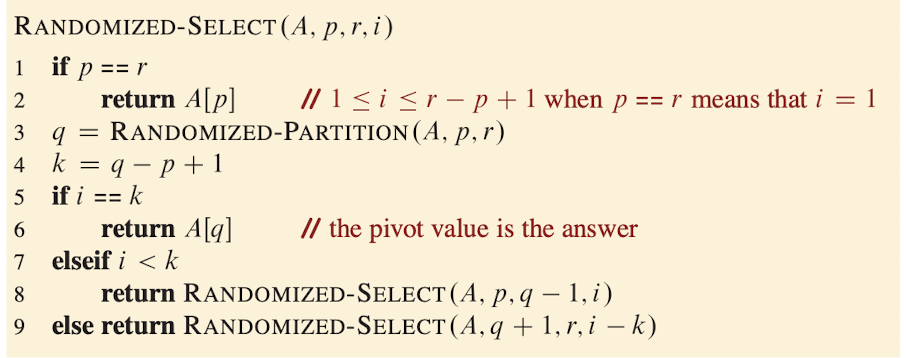 RANDOMIZED-SELECT(A, p, r, i)
1 if p == r
2 return A[p] // 1 ≤ i ≤ r − p + 1 when p == r means that i = 1
3 q = RANDOMIZED-PARTITION(A, p, r)
4 k = q − p + 1
5 if i == k
6 return A[q] // the pivot value is the answer
7 elseif i < k
8 return RANDOMIZED-SELECT(A, p, q − 1, i)
9 else return RANDOMIZED-SELECT(A, q + 1, r, i − k)